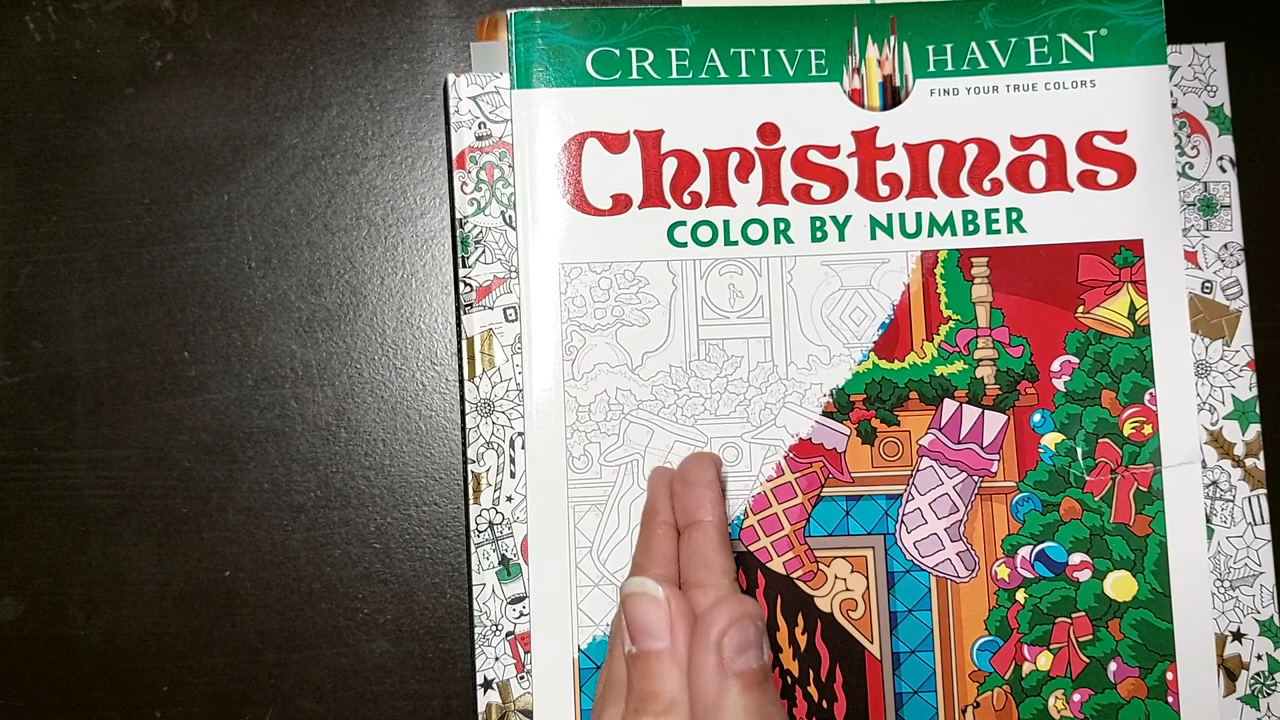 CREATIVE HAVEN®
FIND YOUR TRUE COLORS
Christmas
COLOR BY NUMBER